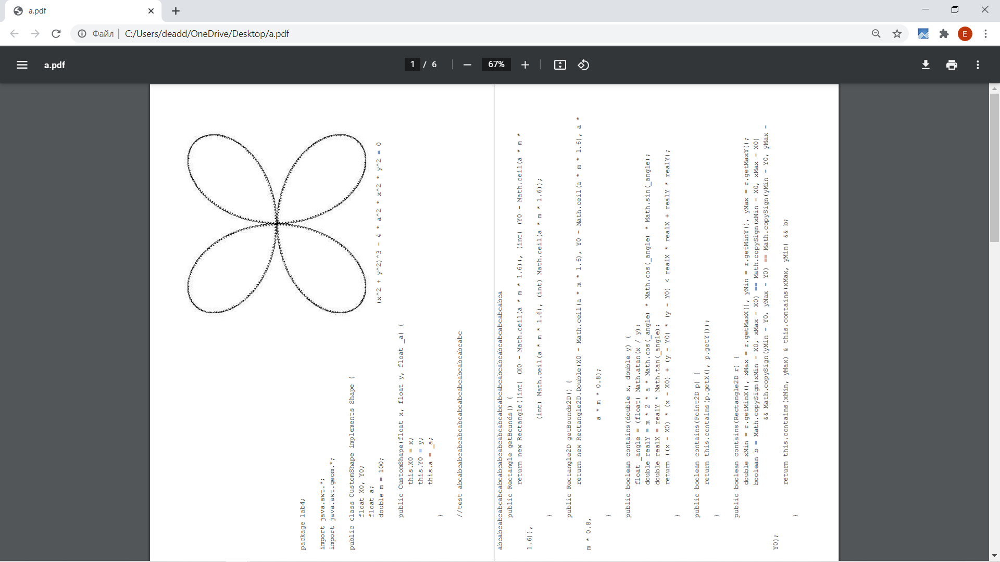 a.pdf
Файл | C:/Users/deadd/OneDrive/Desktop/a.pdf
E
a.pdf
1 / 6
67%
(x^2 + y^2)^3 - 4 * a^2 * x^2 * y^2 = 0
package lab4;
import java.awt.*;
import java.awt.geom.*;
public class CustomShape implements Shape {
float X0, Y0;
float a;
double m = 100;
public CustomShape(float x, float y, float _a) {
this.X0 = x;
this.Y0 = y;
this.a = _a;
}
//test abcabcabcabcabcabcabcabcabcabcabcabcabcabcabc
abcabcabcabcabcabcabcabcabcabcabcabcabcabcabcabcabcabcabcabcabcabca
public Rectangle getBounds() {
return new Rectangle((int) (X0 - Math.ceil(a * m * 1.6)), (int) (Y0 - Math.ceil(a * m *
1.6)),
(int) Math.ceil(a * m * 1.6), (int) Math.ceil(a * m * 1.6));
}
public Rectangle2D getBounds2D() {
return new Rectangle2D.Double(X0 - Math.ceil(a * m * 1.6), Y0 - Math.ceil(a * m * 1.6), a *
m * 0.8,
a * m * 0.8);
}
public boolean contains(double x, double y) {
float _angle = (float) Math.atan(x / y);
double realY = m * 2 * a * Math.cos(_angle) * Math.cos(_angle) * Math.sin(_angle);
double realX = realY * Math.tan(_angle);
return ((x - X0) * (x - X0) + (y - Y0) * (y - Y0) < realX * realX + realY * realY);
}
public boolean contains(Point2D p) {
return this.contains(p.getX(), p.getY());
}
public boolean contains(Rectangle2D r) {
double xMin = r.getMinX(), xMax = r.getMaxX(), yMin = r.getMinY(), yMax = r.getMaxY();
boolean b = Math.copySign(xMin - X0, xMax - X0) == Math.copySign(xMin - X0, xMax - X0)
&& Math.copySign(yMin - Y0, yMax - Y0) == Math.copySign(yMin - Y0, yMax -
Y0);
return this.contains(xMin, yMax) & this.contains(xMax, yMin) && b;
}